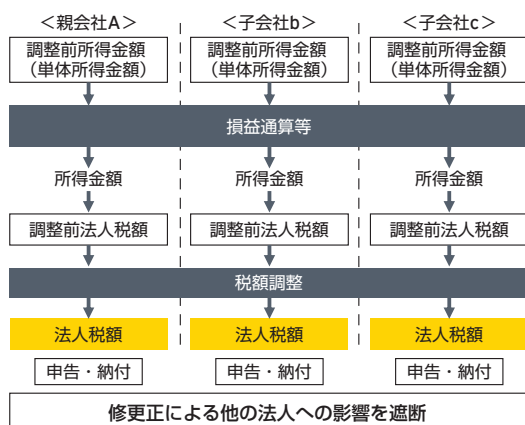 ＜親会社A＞ ＜子会社b＞ ＜子会社c＞
調整前所得金額 調整前所得金額 調整前所得金額
（単体所得金額） （単体所得金額） （単体所得金額）
損益通算等
所得金額 所得金額 所得金額
調整前法人税額 調整前法人税額 調整前法人税額
税額調整
法人税額 法人税額 法人税額
申告・納付 申告・納付 申告・納付
修更正による他の法人への影響を遮断